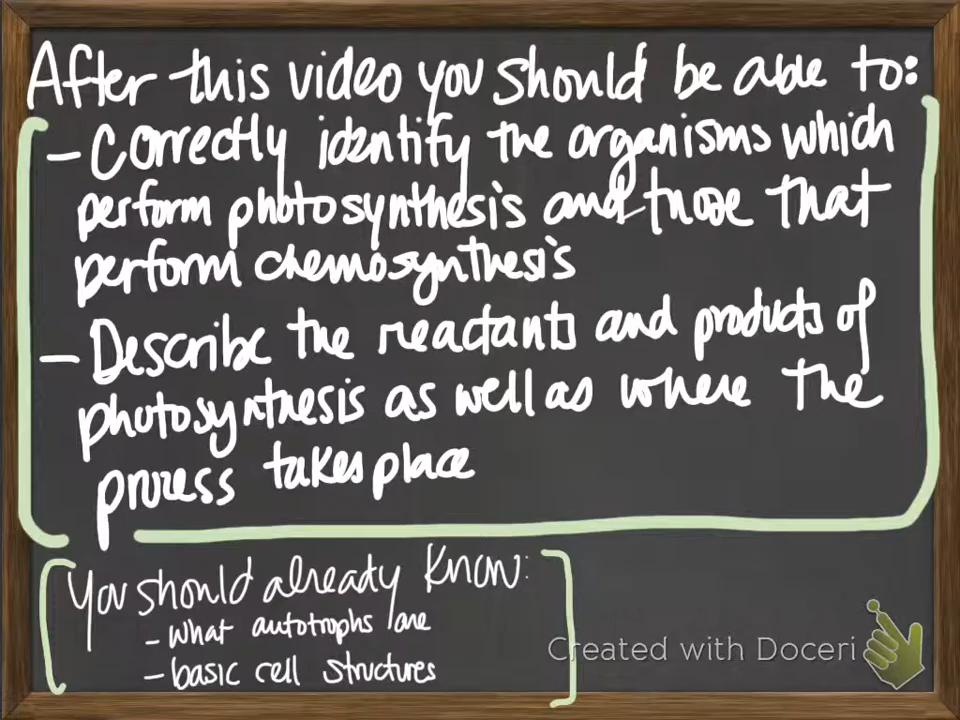 After this video you should be able to:
- Correctly identify the organisms which
perform photosynthesis and those that
perform chemosynthesis
- Describe the reactants and products of
photosynthesis as well as where the
process takes place
You should already know:
- what autotrophs are
- basic cell structures
Created with Doceri